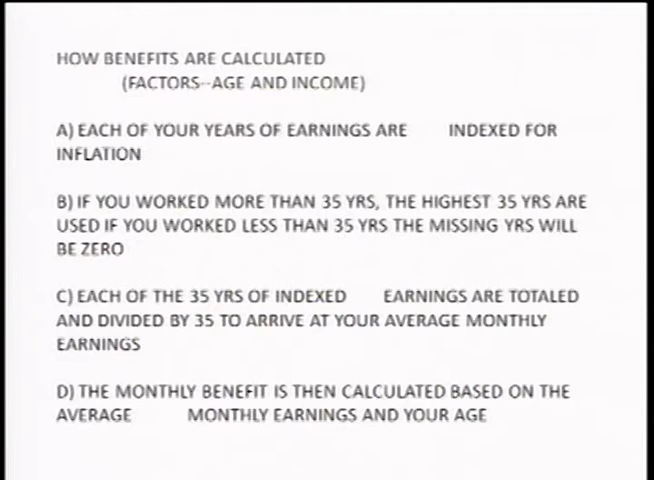 HOW BENEFITS ARE CALCULATED
(FACTORS--AGE AND INCOME)
A) EACH OF YOUR YEARS OF EARNINGS ARE INDEXED FOR
INFLATION
B) IF YOU WORKED MORE THAN 35 YRS, THE HIGHEST 35 YRS ARE
USED IF YOU WORKED LESS THAN 35 YRS THE MISSING YRS WILL
BE ZERO
C) EACH OF THE 35 YRS OF INDEXED EARNINGS ARE TOTALED
AND DIVIDED BY 35 TO ARRIVE AT YOUR AVERAGE MONTHLY
EARNINGS
D) THE MONTHLY BENEFIT IS THEN CALCULATED BASED ON THE
AVERAGE MONTHLY EARNINGS AND YOUR AGE